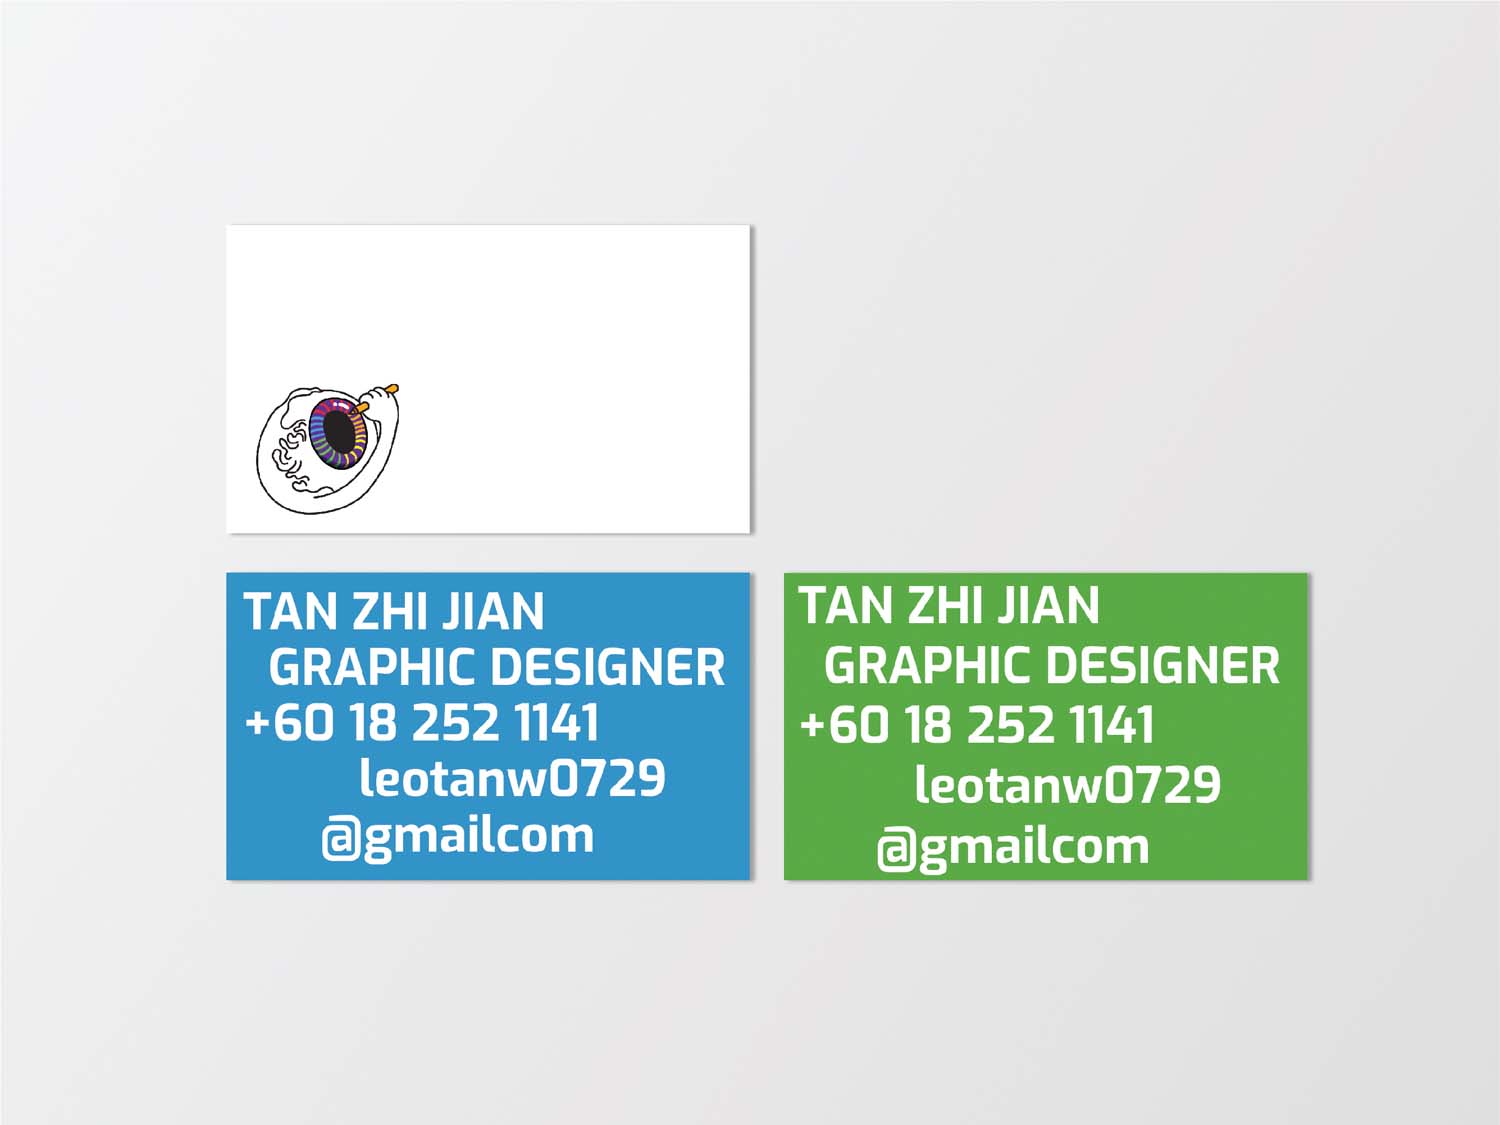 TAN ZHI JIAN
GRAPHIC DESIGNER
+60 18 252 1141
leotanw0729
@gmailcom
TAN ZHI JIAN
GRAPHIC DESIGNER
+60 18 252 1141
leotanw0729
@gmailcom